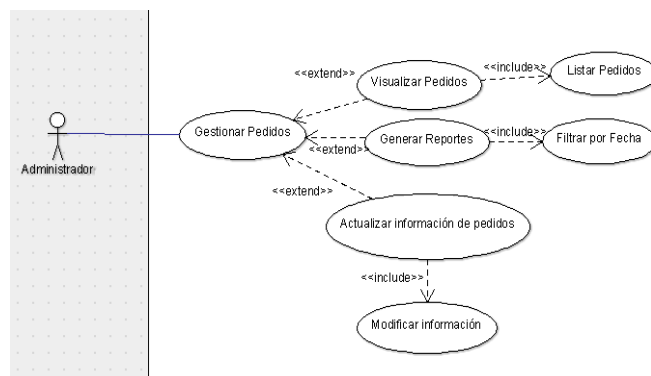 <<extend>>
Visualizar Pedidos
<<include>>
Listar Pedidos
Gestionar Pedidos
Generar Reportes
<<include>>
Filtrar por Fecha
<<extend>>
Administrador
<<extend>>
Actualizar información de pedidos
<<include>>
Modificar información